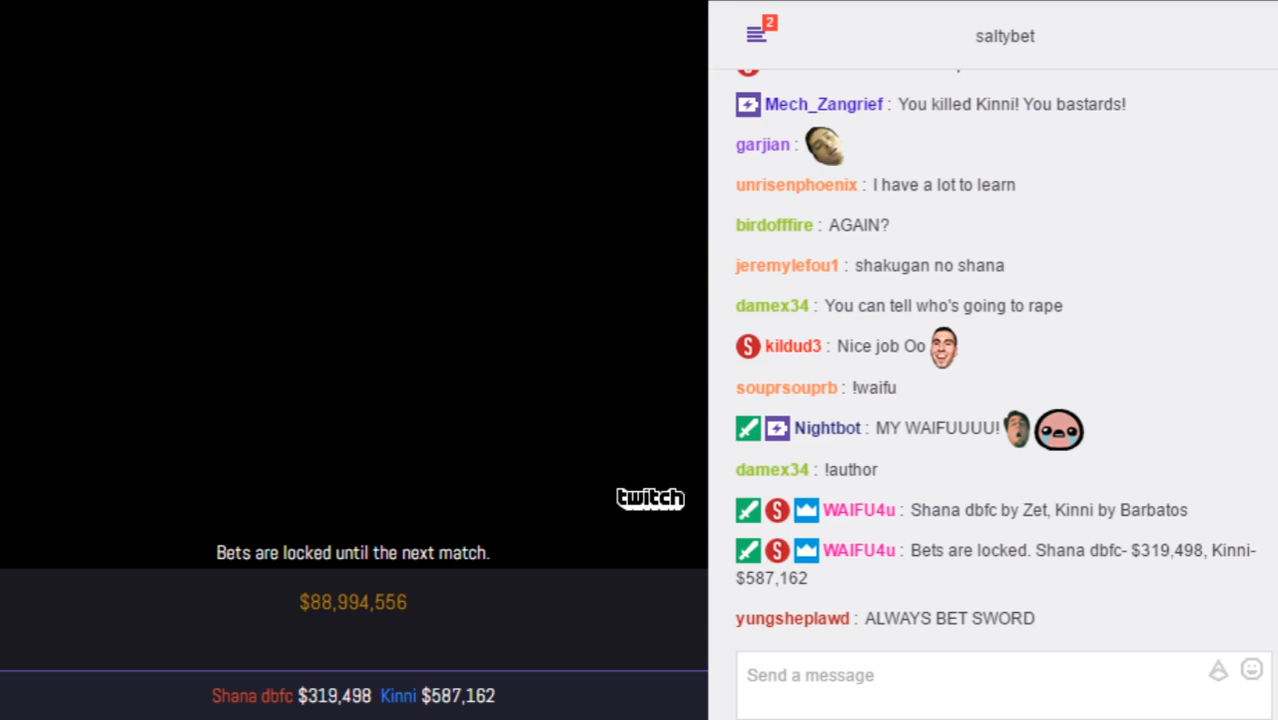 2
saltybet
Mech_Zangrief : You killed Kinni! You bastards!
garjian :
unrisenphoenix : I have a lot to learn
birdofffire : AGAIN?
jeremylefou1 : shakugan no shana
damex34 : You can tell who's going to rape
S kildud3 : Nice job Oo
souprsouprb : !waifu
Nightbot : MY WAIFUUUU!
damex34 : !author
S WAIFU4u : Shana dbfc by Zet, Kinni by Barbatos
S WAIFU4u : Bets are locked. Shana dbfc- $319,498, Kinni-
$587,162
yungsheplawd : ALWAYS BET SWORD
Send a message
twitch
Bets are locked until the next match.
$88,994,556
Shana dbfc $319,498 Kinni $587,162